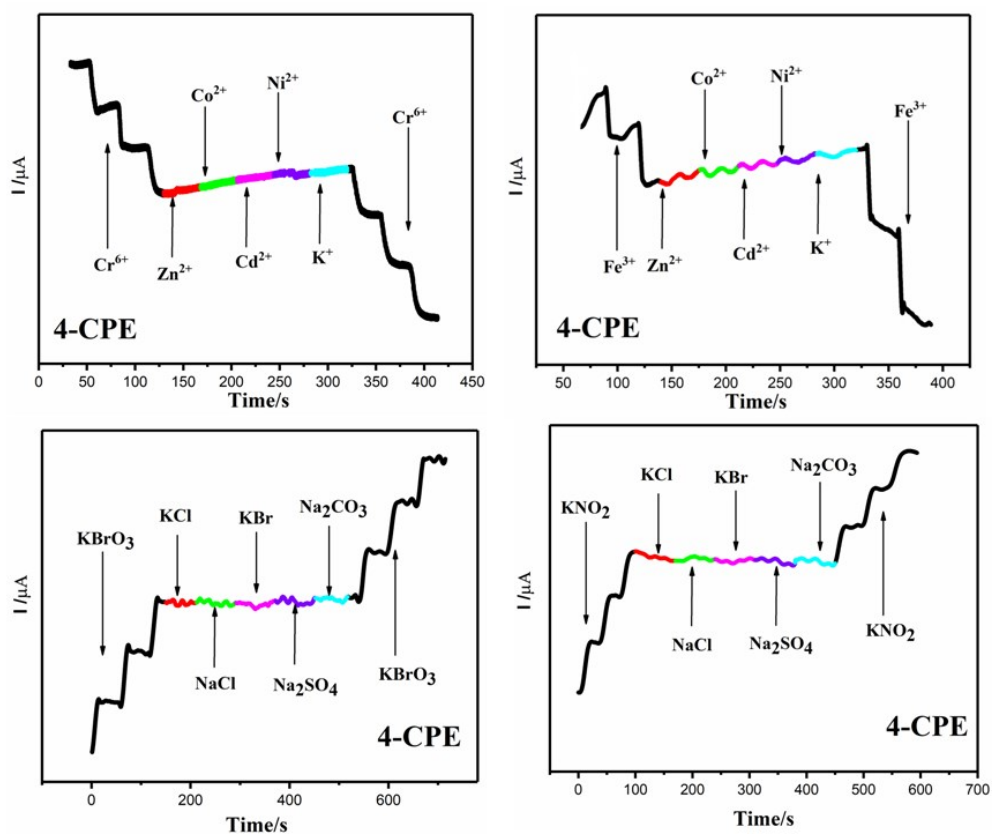 I /μA
Co²⁺
Ni²⁺
Cr⁶⁺
Cr⁶⁺
Zn²⁺
Cd²⁺
K⁺
4-CPE
0 50 100 150 200 250 300 350 400 450
Time/s
I /μA
Co²⁺
Ni²⁺
Fe³⁺
Fe³⁺
Zn²⁺
Cd²⁺
K⁺
4-CPE
50 100 150 200 250 300 350 400
Time/s
I /μA
KBrO₃
KCl
KBr
Na₂CO₃
NaCl
Na₂SO₄
KBrO₃
4-CPE
0 200 400 600
Time/s
I /μA
KNO₂
KCl
KBr
Na₂CO₃
NaCl
Na₂SO₄
KNO₂
4-CPE
0 100 200 300 400 500 600 700
Time/s